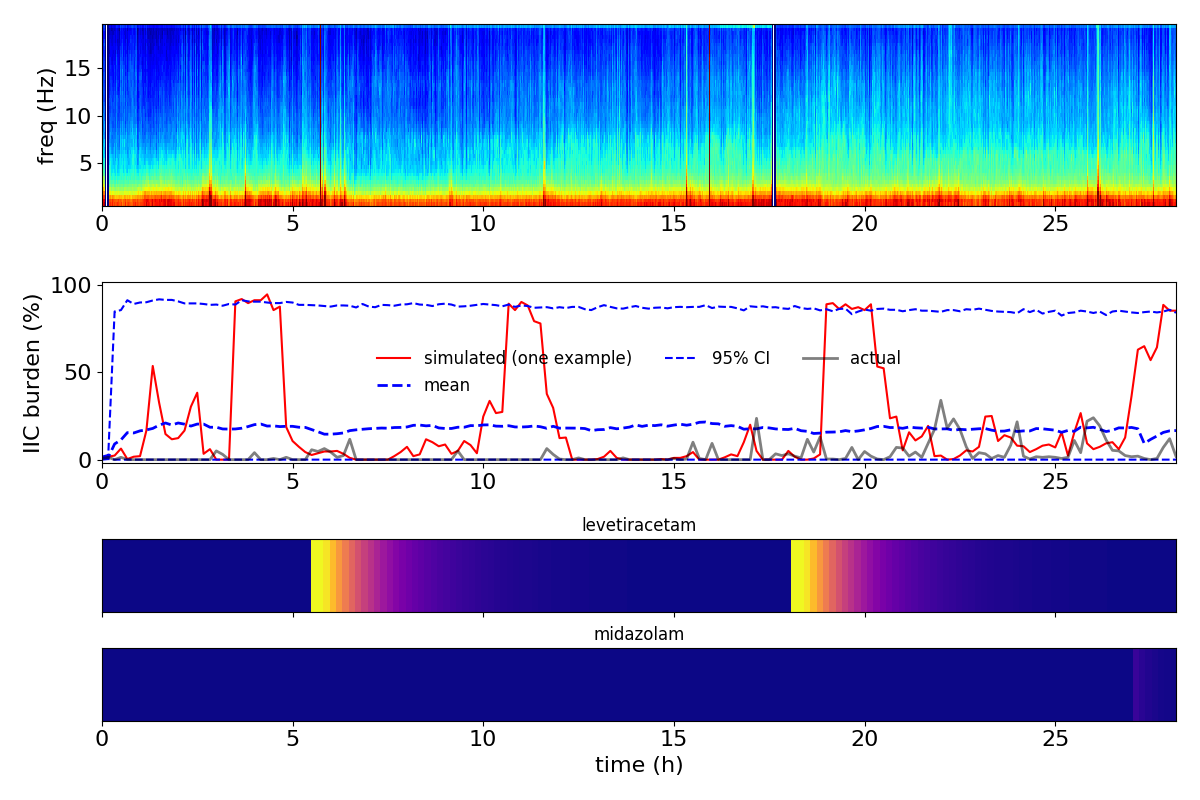 freq (Hz)
15
10
5
0 5 10 15 20 25
IIC burden (%)
100
50
0
simulated (one example) 95% CI actual
mean
0 5 10 15 20 25
levetiracetam
midazolam
0 5 10 15 20 25
time (h)